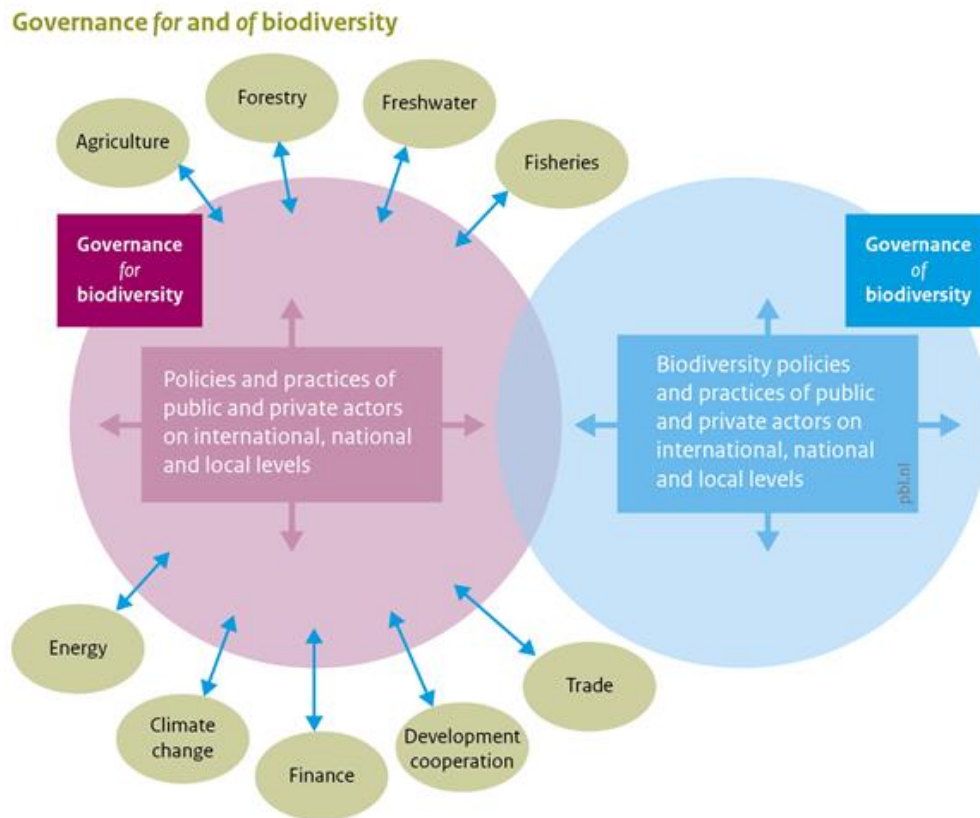 Governance for and of biodiversity
Forestry
Freshwater
Agriculture
Fisheries
Governance
for
biodiversity
Governance
of
biodiversity
Policies and practices of
public and private actors
on international, national
and local levels
Biodiversity policies
and practices of public
and private actors on
international, national
and local levels
pbl.nl
Energy
Trade
Climate
change
Development
cooperation
Finance